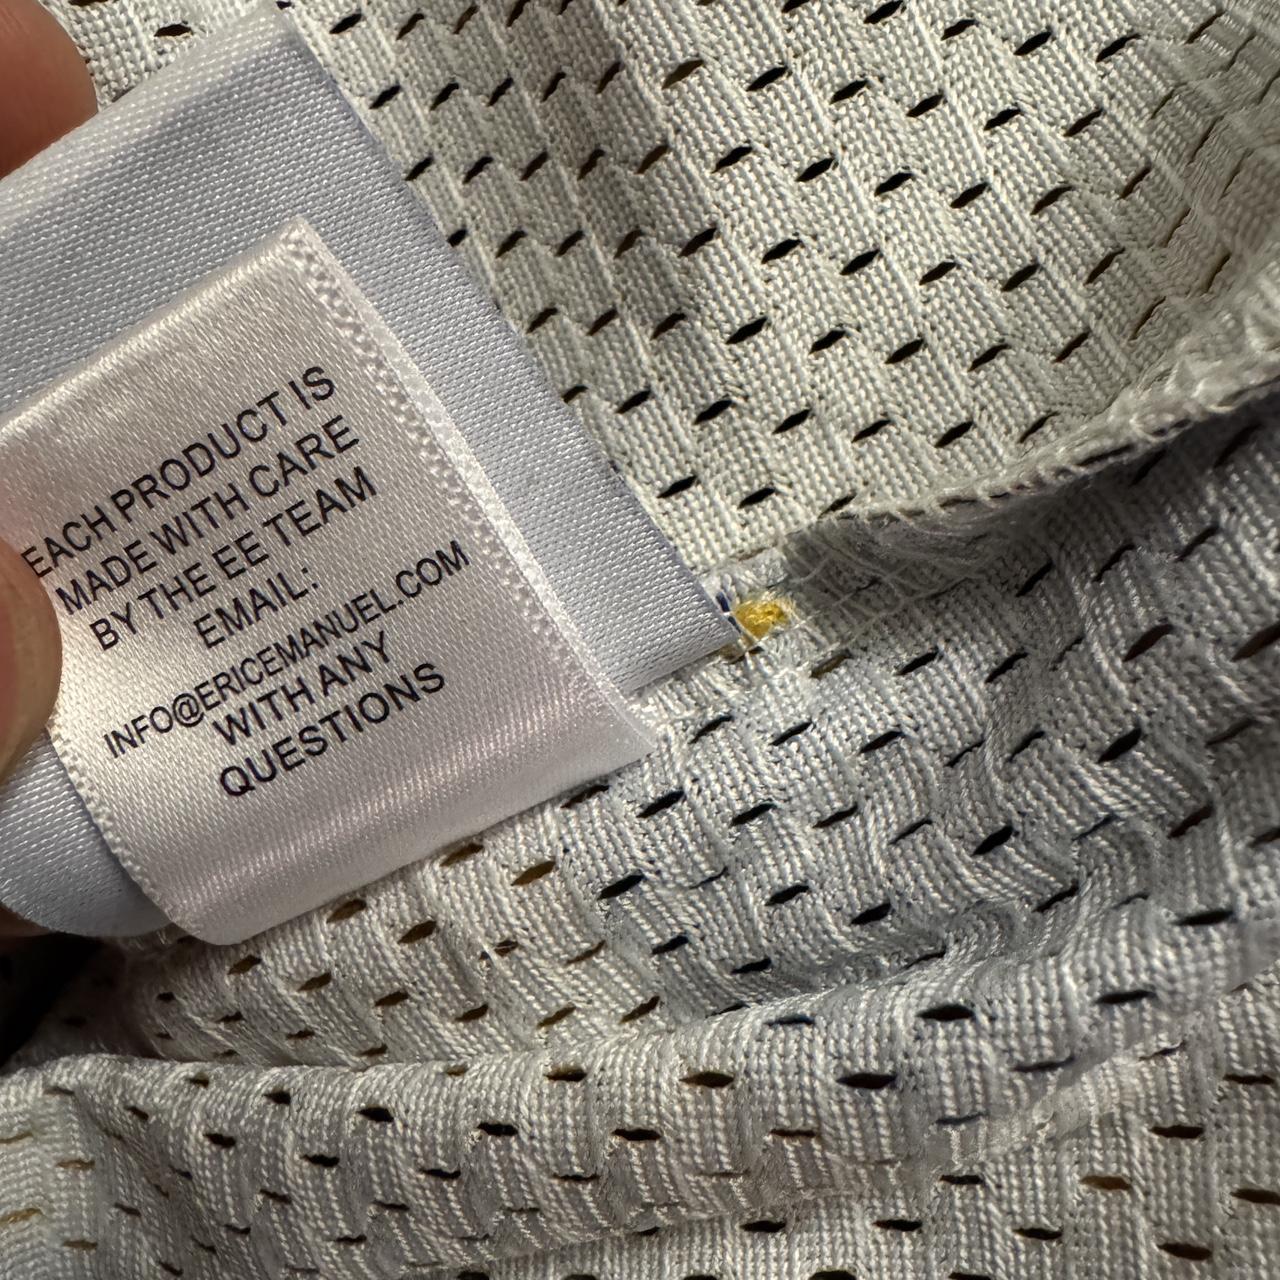 EACH PRODUCT IS
MADE WITH CARE
BY THE EE TEAM
EMAIL:
INFO@ERICEMANUEL.COM
WITH ANY
QUESTIONS